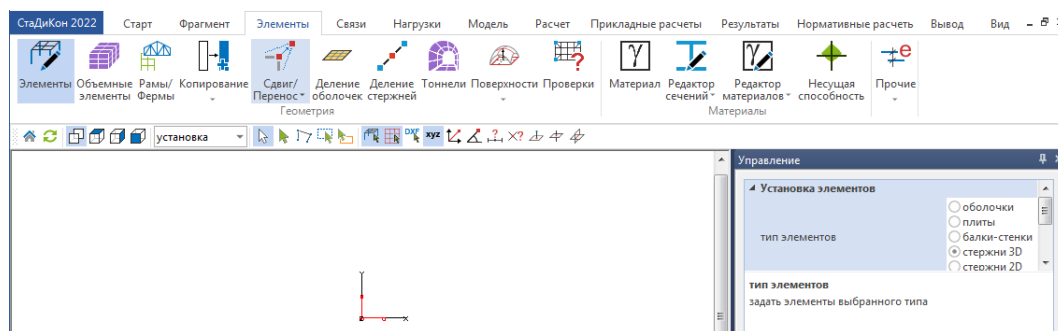 СтаДиКон 2022 Старт Фрагмент Элементы Связи Нагрузки Модель Расчет Прикладные расчеты Результаты Нормативные расчеть Вывод Вид
Элементы Объемные элементы Рамы/ Фермы Копирование Сдвиг/ Перенос Деление оболочек Деление стержней Тоннели Поверхности Проверки Материал Редактор сечений Редактор материалов Несущая способность Прочие
Геометрия Материалы
установка DXF xyz
Управление
Установка элементов
оболочки
плиты
тип элементов балки-стенки
стержни 3D
стержни 2D
тип элементов
задать элементы выбранного типа
Y
X